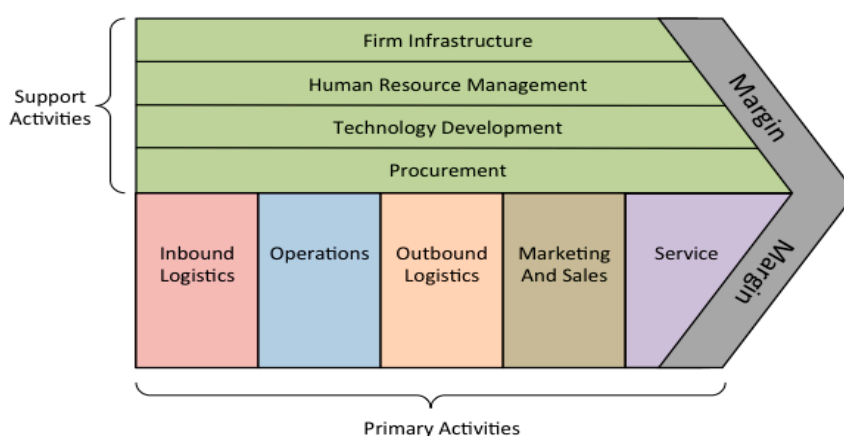 Firm Infrastructure
Human Resource Management
Technology Development
Procurement
Support
Activities
Margin
Inbound
Logistics
Operations
Outbound
Logistics
Marketing
And Sales
Service
Margin
Primary Activities